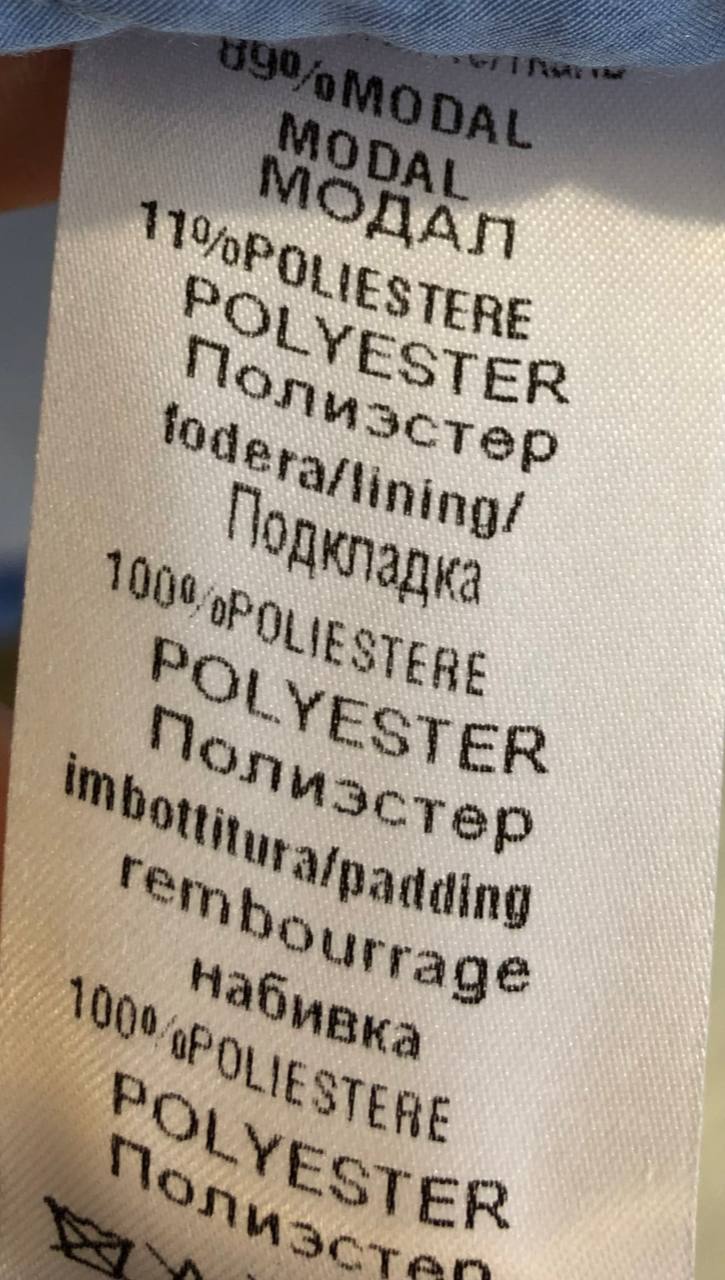 89%MODAL
MODAL
МОДАЛ
11%POLIESTERE
POLYESTER
Полиэстер
fodera/lining/
Подкладка
100%POLIESTERE
POLYESTER
Полиэстер
imbottitura/padding
rembourrage
набивка
100%POLIESTERE
POLYESTER
Полиэстер